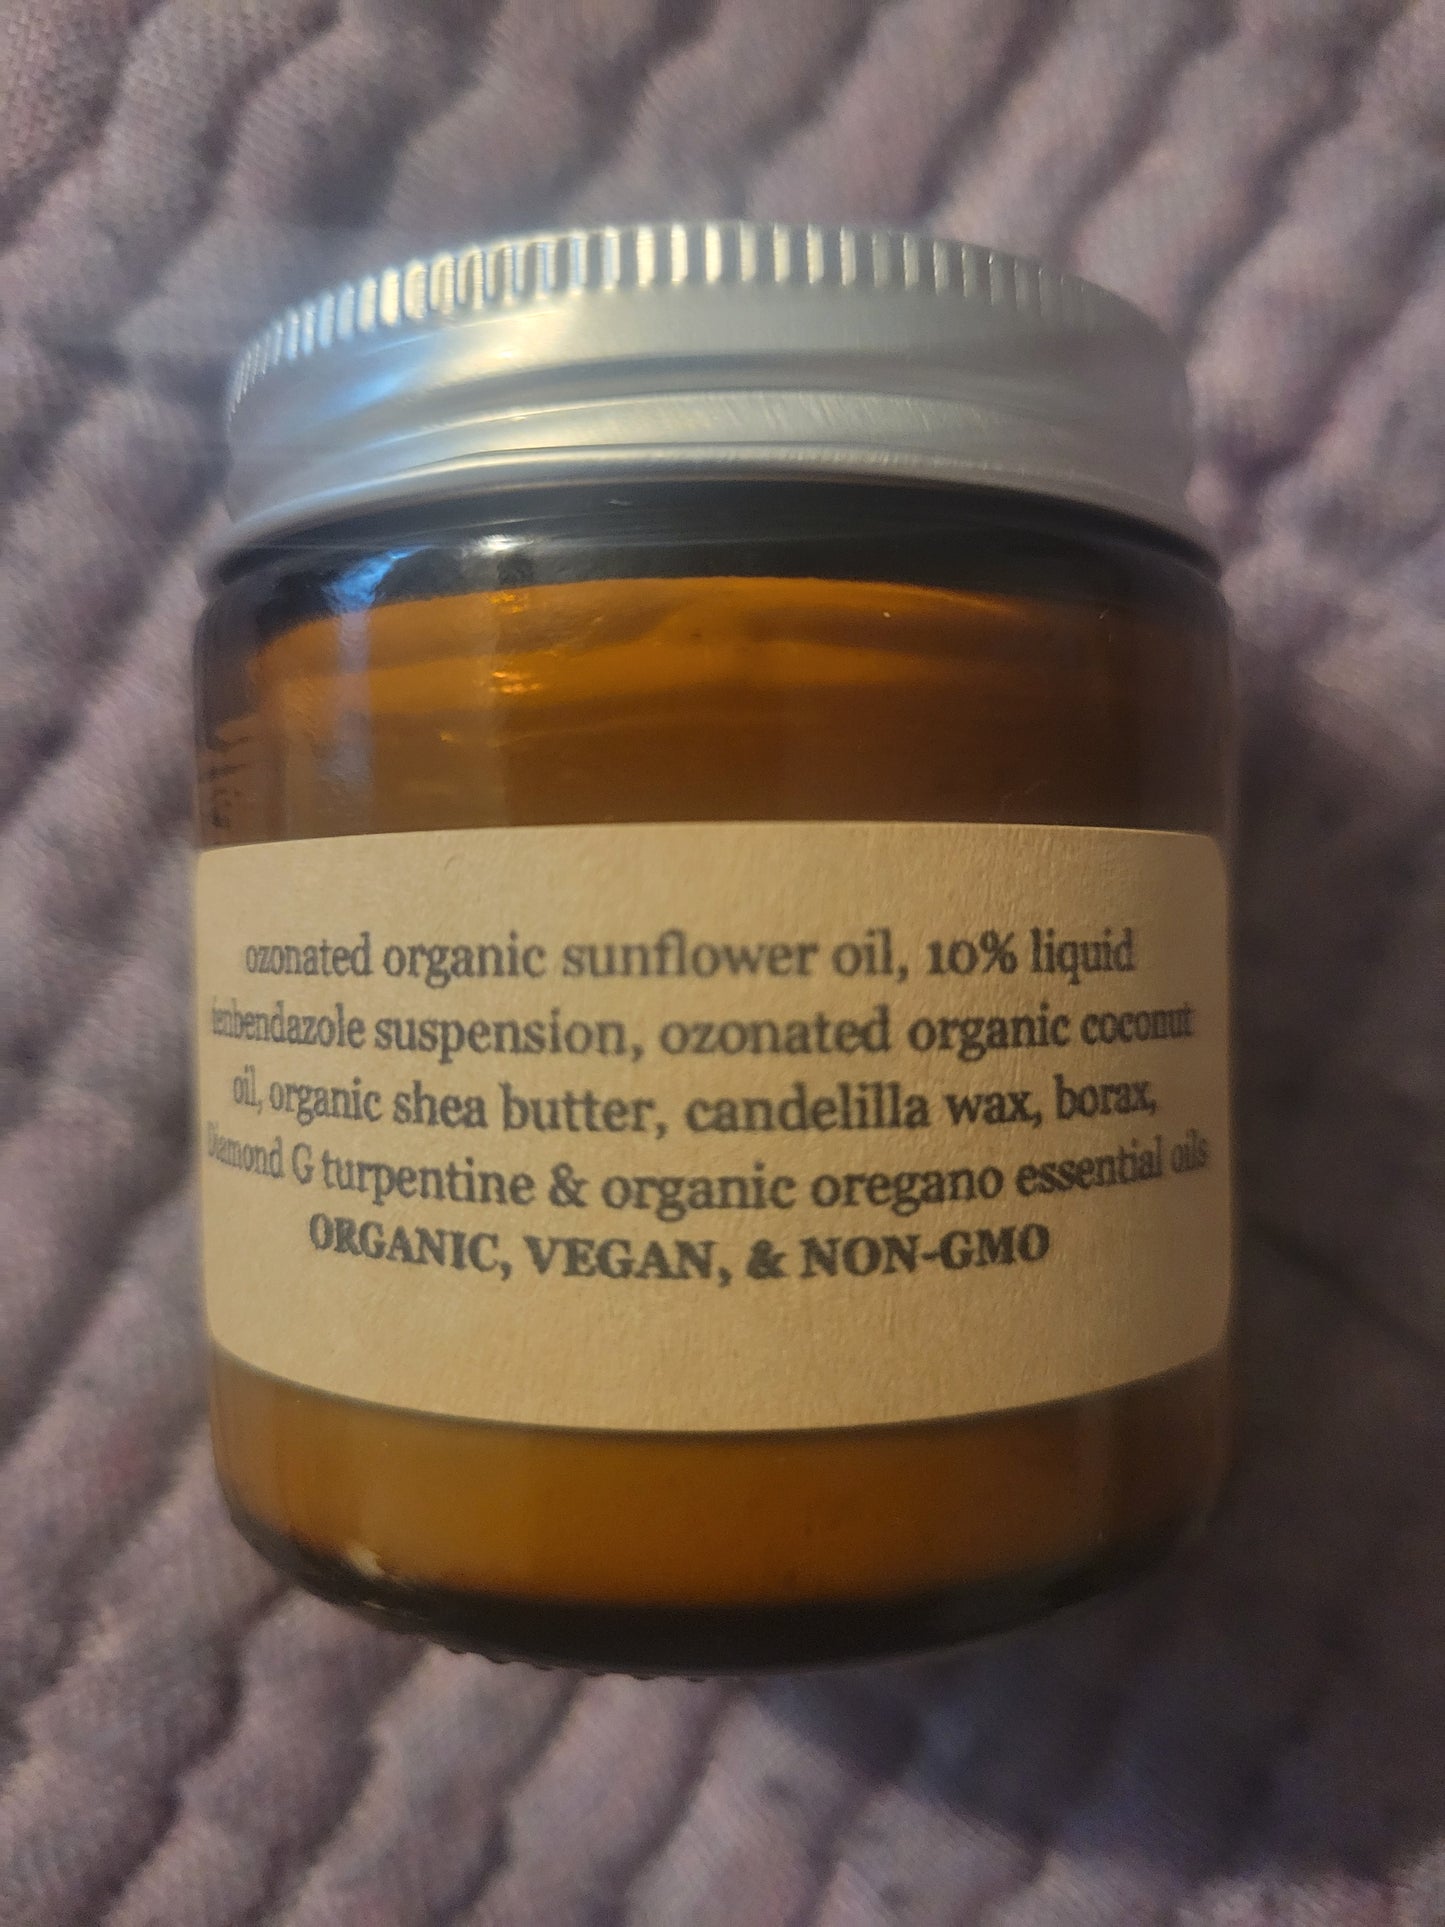 ozonated organic sunflower oil, 10% liquid
fenbendazole suspension, ozonated organic coconut
oil, organic shea butter, candelilla wax, borax,
Diamond G turpentine & organic oregano essential oils
ORGANIC, VEGAN, & NON-GMO